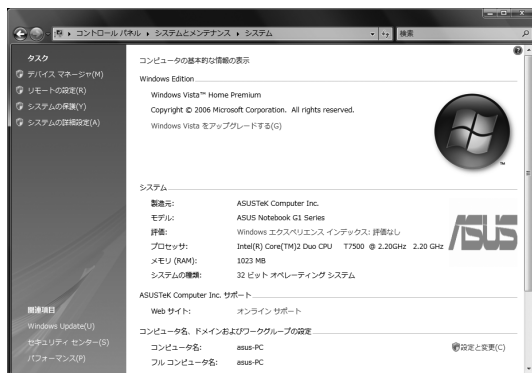 コントロール パネル ▸ システムとメンテナンス ▸ システム
検索
タスク
デバイス マネージャ(M)
リモートの設定(R)
システムの保護(Y)
システムの詳細設定(A)
関連項目
Windows Update(U)
セキュリティ センター(S)
パフォーマンス(P)
コンピュータの基本的な情報の表示
Windows Edition
Windows Vista™ Home Premium
Copyright © 2006 Microsoft Corporation. All rights reserved.
Windows Vista をアップグレードする(G)
TM
システム
製造元: ASUSTeK Computer Inc.
モデル: ASUS Notebook G1 Series
評価: Windows エクスペリエンス インデックス: 評価なし
プロセッサ: Intel(R) Core(TM)2 Duo CPU T7500 @ 2.20GHz 2.20 GHz
メモリ (RAM): 1023 MB
システムの種類: 32 ビット オペレーティング システム
ASUS
ASUSTeK Computer Inc. サポート
Web サイト: オンライン サポート
コンピュータ名、ドメインおよびワークグループの設定
コンピュータ名: asus-PC
設定と変更(C)
フル コンピュータ名: asus-PC